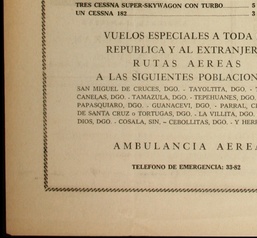 TRES CESSNA SUPER-SKYWAGON CON TURBO 5
UN CESSNA 182 3
VUELOS ESPECIALES A TODA
REPUBLICA Y AL EXTRANJER
RUTAS AEREAS
A LAS SIGUIENTES POBLACION
SAN MIGUEL DE CRUCES, DGO. - TAYOLTITA, DGO. -
CANELAS, DGO. - TAMAZULA, DGO. - TEPEHUANES, DGO.
PAPASQUIARO, DGO. - GUANACEVI, DGO. - PARRAL, C
DE SANTA CRUZ o TORTUGAS, DGO. - LA VILLITA, DGO.
DIOS, DGO. - COSALA, SIN. - CEBOLLITAS, DGO. - Y HER
AMBULANCIA AEREA
TELEFONO DE EMERGENCIA: 33-82